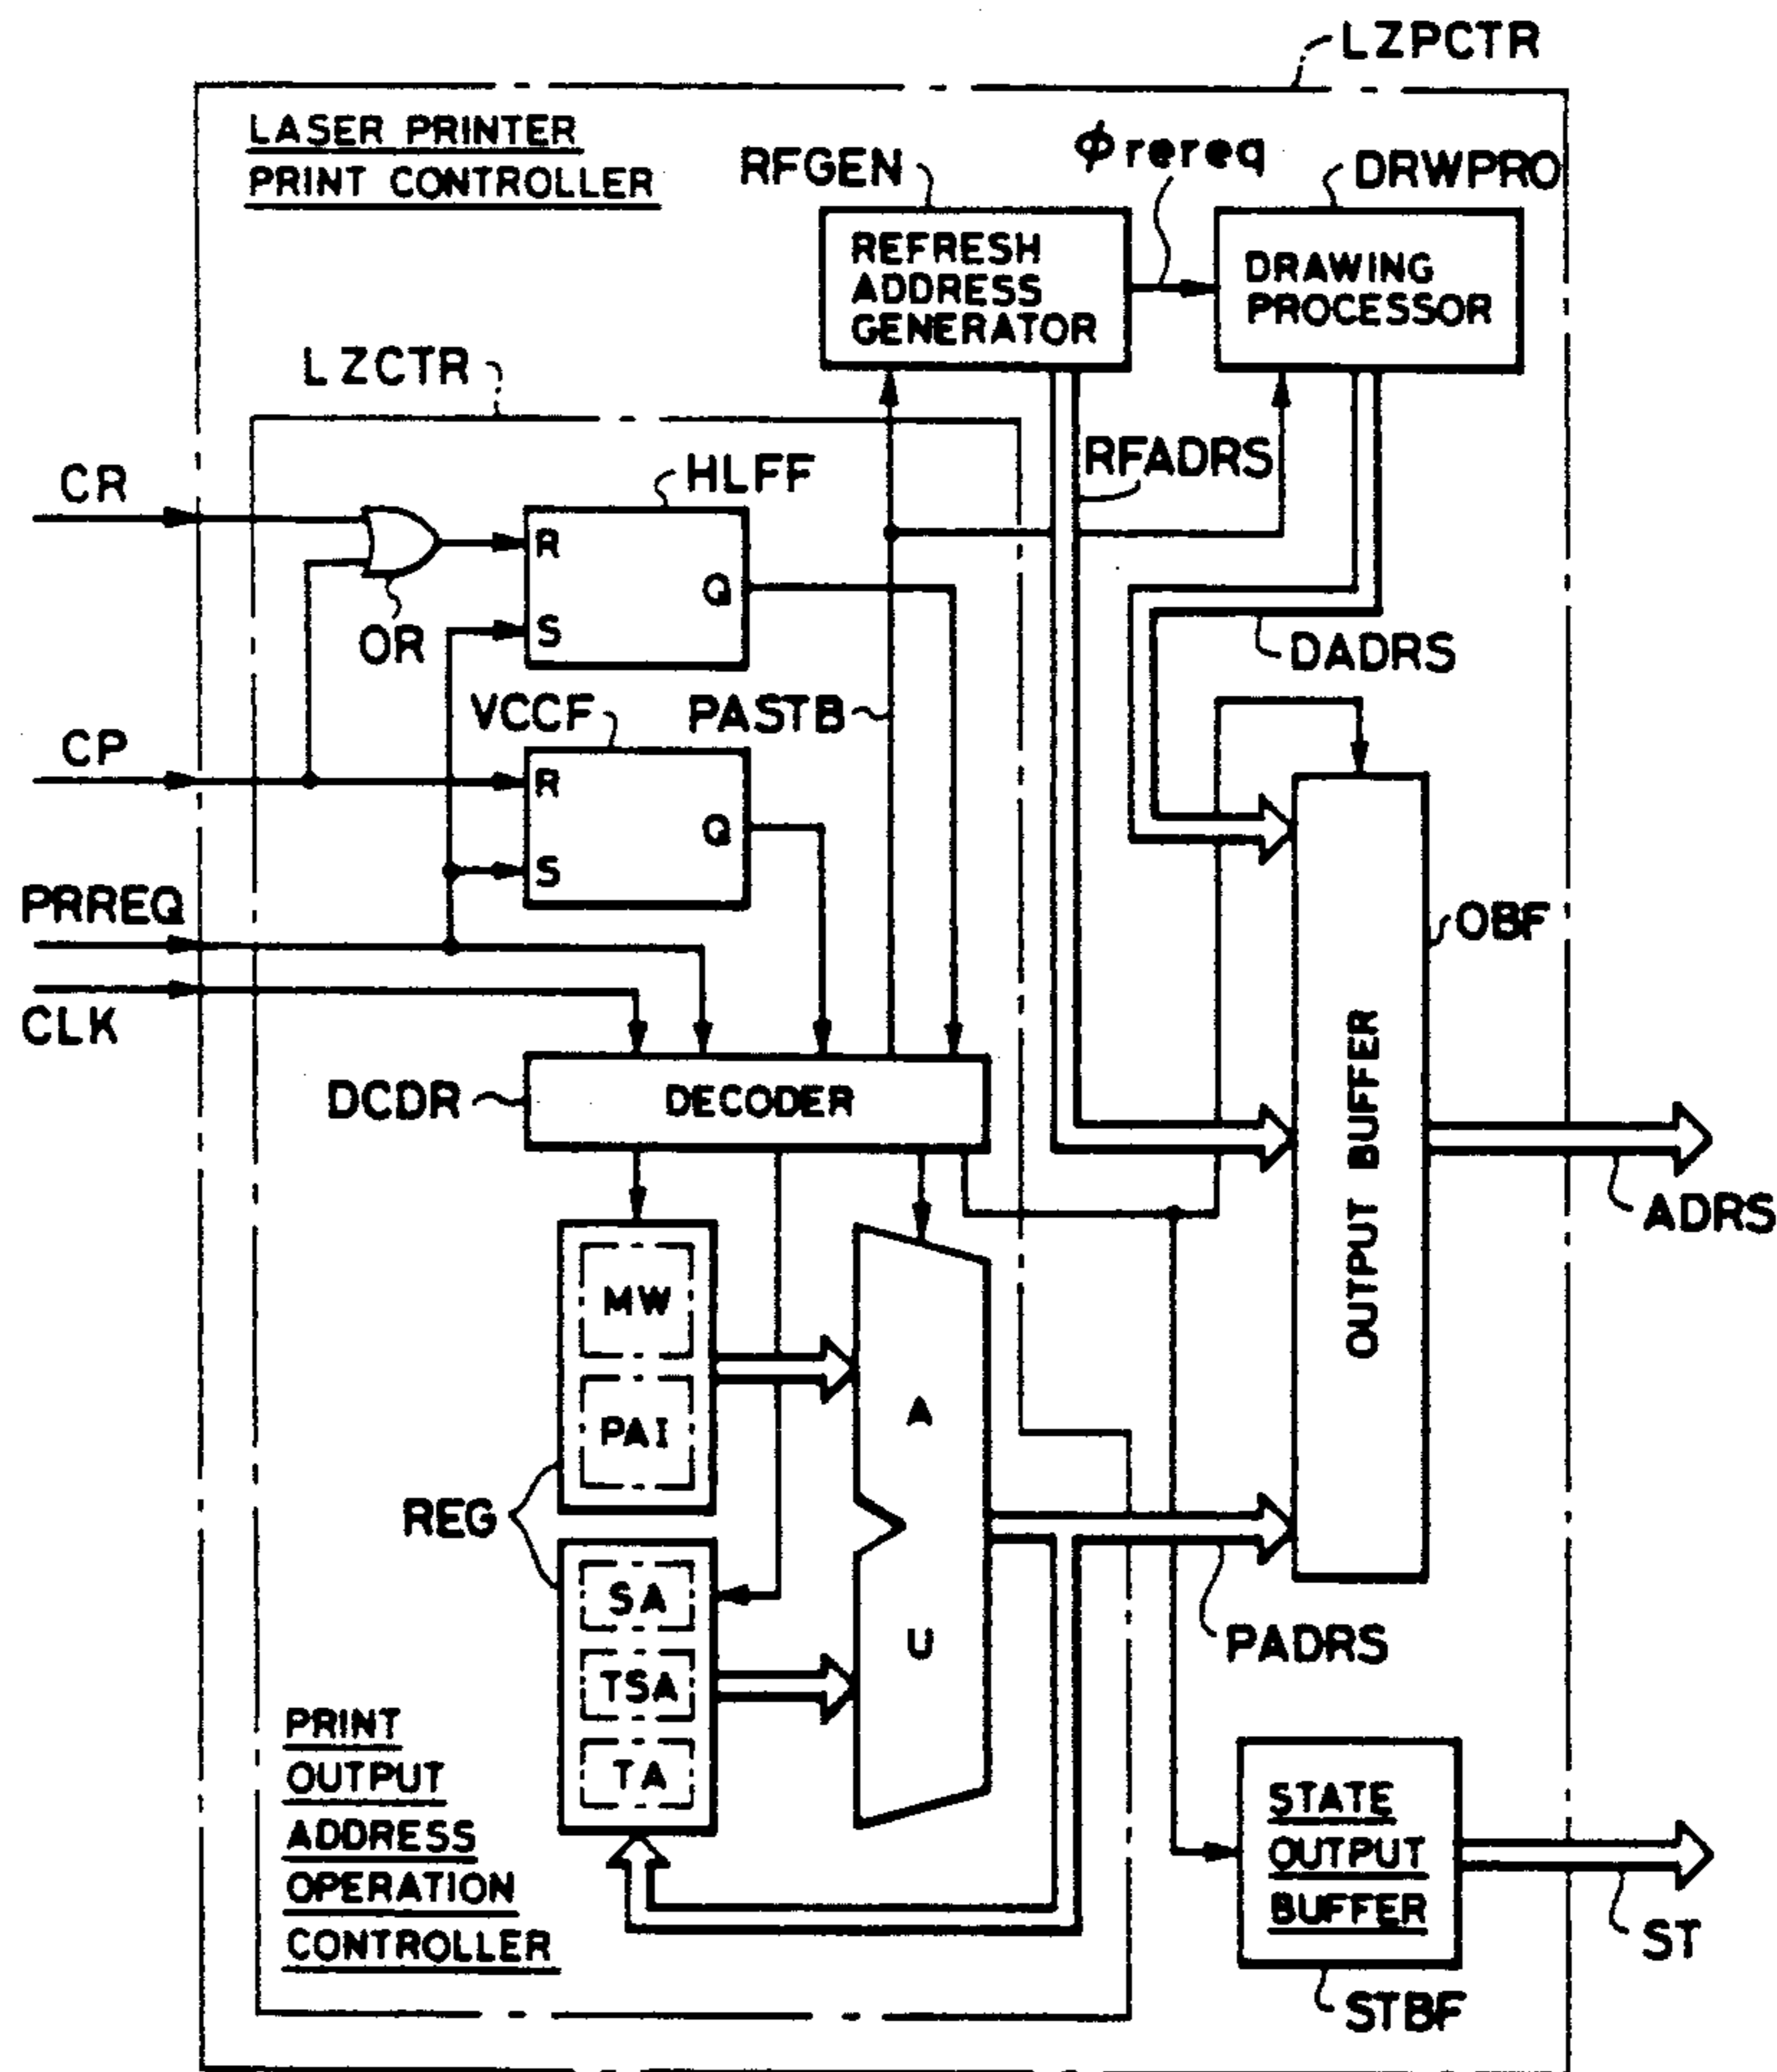 LZPCTR
LASER PRINTER
PRINT CONTROLLER
RFGEN
φrereq
DRWPRO
REFRESH
ADDRESS
GENERATOR
DRAWING
PROCESSOR
LZCTR
CR
HLFF
RFADRS
R
Q
S
OR
DADRS
VCCF
PASTB
CP
R
Q
S
PRREQ
OBF
CLK
DCDR
DECODER
OUTPUT BUFFER
ADRS
MW
PAI
A
U
REG
SA
TSA
TA
PADRS
PRINT
OUTPUT
ADDRESS
OPERATION
CONTROLLER
STATE
OUTPUT
BUFFER
ST
STBF